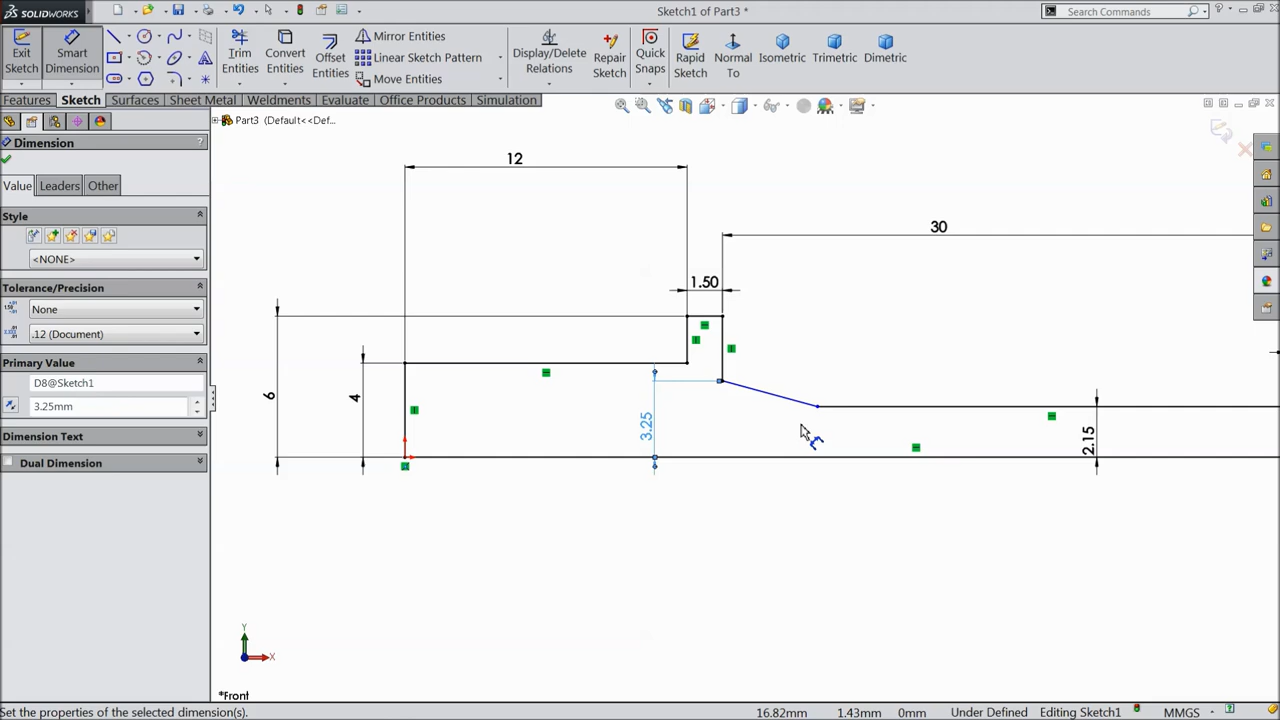 SOLIDWORKS
Sketch1 of Part3 *
Search Commands
Exit Sketch
Smart Dimension
Trim Entities
Convert Entities
Offset Entities
Mirror Entities
Linear Sketch Pattern
Move Entities
Display/Delete Relations
Repair Sketch
Quick Snaps
Rapid Sketch
Normal To
Isometric
Trimetric
Dimetric
Features
Sketch
Surfaces
Sheet Metal
Weldments
Evaluate
Office Products
Simulation
Part3 (Default<<Def...
Dimension
?
Value
Leaders
Other
Style
<NONE>
Tolerance/Precision
None
.12 (Document)
Primary Value
D8@Sketch1
3.25mm
Dimension Text
Dual Dimension
12
30
1.50
6
4
3.25
2.15
Y
X
*Front
Set the properties of the selected dimension(s).
16.82mm
1.43mm
0mm
Under Defined
Editing Sketch1
MMGS